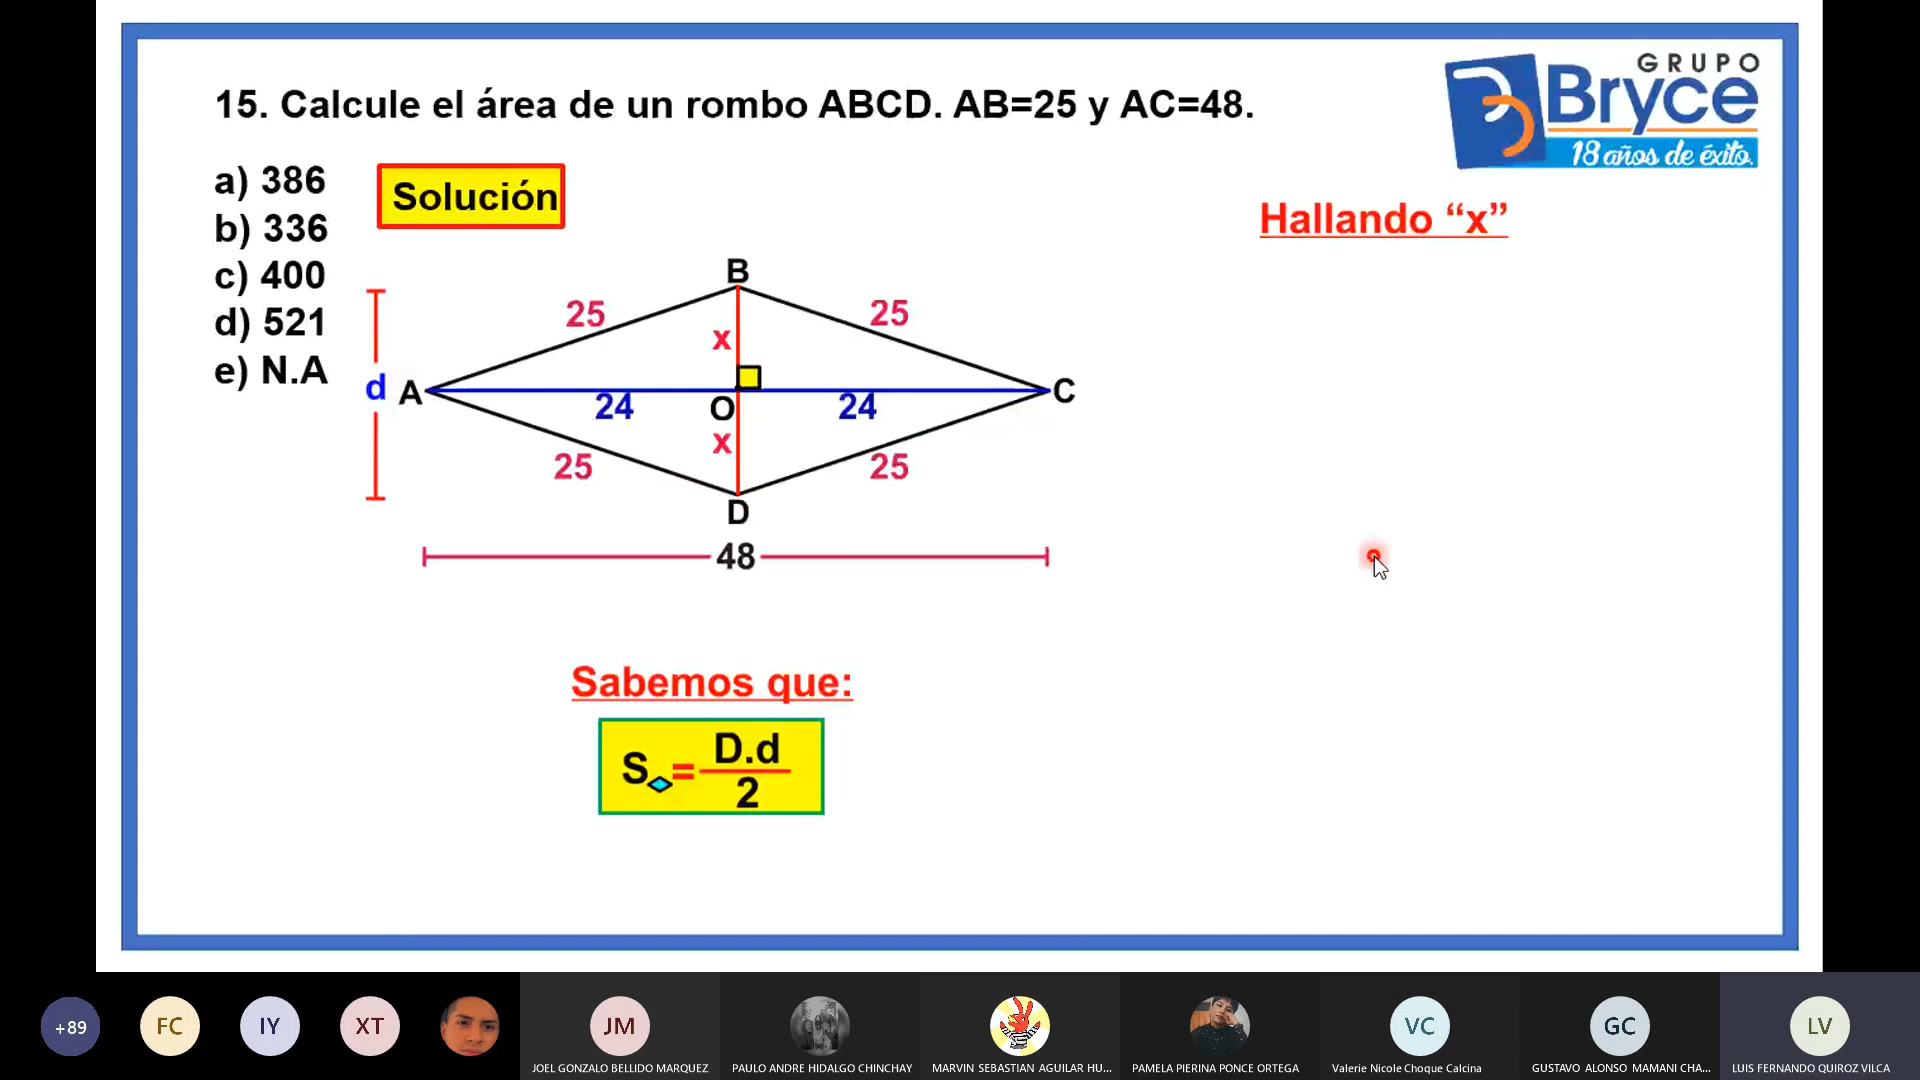 15. Calcule el área de un rombo ABCD. AB=25 y AC=48.
GRUPO
Bryce
18 años de éxito.
a) 386
b) 336
c) 400
d) 521
e) N.A
Solución
Hallando “x”
B
25
25
x
d
A
C
24
O
24
x
25
25
D
48
Sabemos que:
S = D.d
2
+89
FC
IY
XT
JM
VC
GC
LV
JOEL GONZALO BELLIDO MARQUEZ
PAULO ANDRE HIDALGO CHINCHAY
MARVIN SEBASTIAN AGUILAR HU...
PAMELA PIERINA PONCE ORTEGA
Valerie Nicole Choque Calcina
GUSTAVO ALONSO MAMANI CHA...
LUIS FERNANDO QUIROZ VILCA